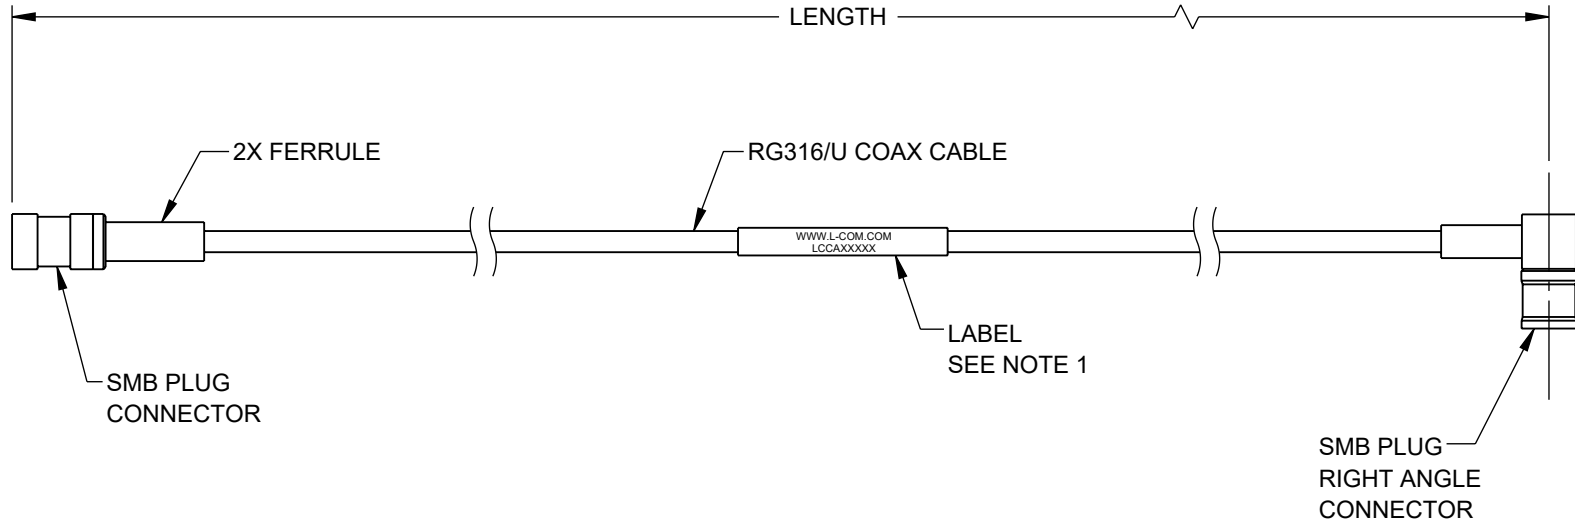 LENGTH
2X FERRULE
RG316/U COAX CABLE
WWW.L-COM.COM
LCCAXXXXX
LABEL
SEE NOTE 1
SMB PLUG
CONNECTOR
SMB PLUG
RIGHT ANGLE
CONNECTOR